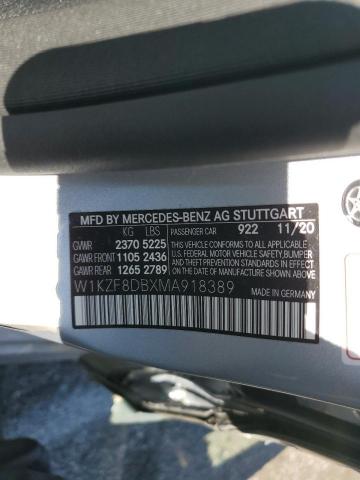 MFD BY MERCEDES-BENZ AG STUTTGART
KG LBS PASSENGER CAR 922 11/20
GVWR 2370 5225
GAWR FRONT 1105 2436
GAWR REAR 1265 2789
THIS VEHICLE CONFORMS TO ALL APPLICABLE
U.S. FEDERAL MOTOR VEHICLE SAFETY, BUMPER,
AND THEFT PREVENTION STANDARDS IN EFFECT
ON THE DATE OF MANUFACTURE SHOWN ABOVE.
W1KZF8DBXMA918389 MADE IN GERMANY